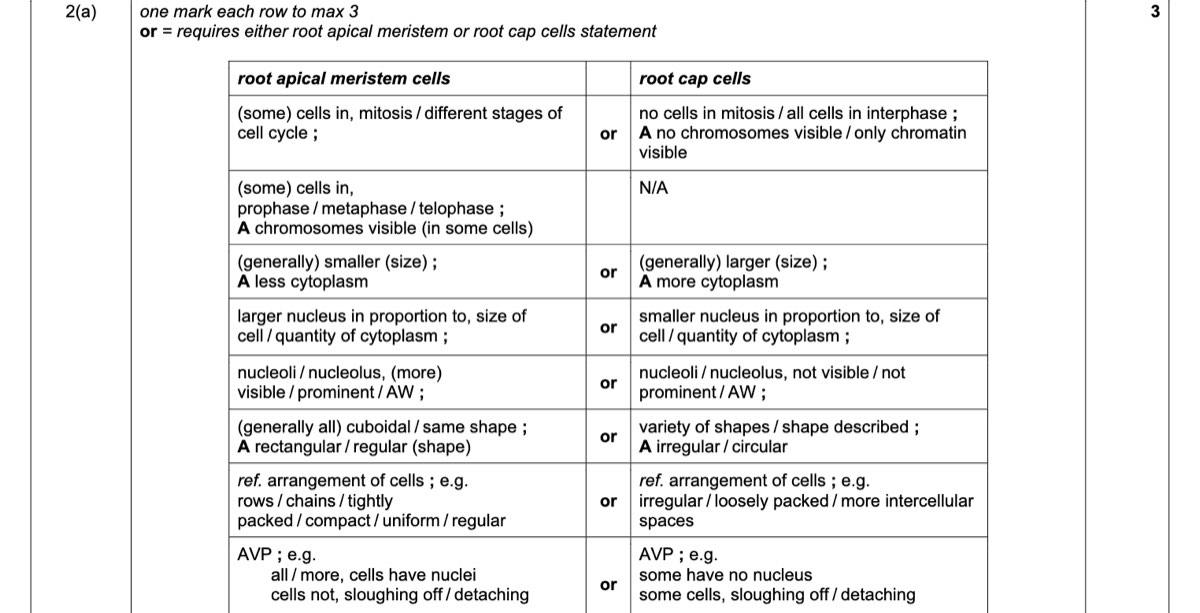 2(a)
one mark each row to max 3
3
or = requires either root apical meristem or root cap cells statement
root apical meristem cells
root cap cells
(some) cells in, mitosis / different stages of
cell cycle ;
or
no cells in mitosis / all cells in interphase ;
A no chromosomes visible / only chromatin
visible
(some) cells in,
prophase / metaphase / telophase ;
A chromosomes visible (in some cells)
N/A
(generally) smaller (size) ;
A less cytoplasm
or
(generally) larger (size) ;
A more cytoplasm
larger nucleus in proportion to, size of
cell / quantity of cytoplasm ;
or
smaller nucleus in proportion to, size of
cell / quantity of cytoplasm ;
nucleoli / nucleolus, (more)
visible / prominent / AW ;
or
nucleoli / nucleolus, not visible / not
prominent / AW ;
(generally all) cuboidal / same shape ;
A rectangular / regular (shape)
or
variety of shapes / shape described ;
A irregular / circular
ref. arrangement of cells ; e.g.
rows / chains / tightly
packed / compact / uniform / regular
or
ref. arrangement of cells ; e.g.
irregular / loosely packed / more intercellular
spaces
AVP ; e.g.
all / more, cells have nuclei
cells not, sloughing off / detaching
or
AVP ; e.g.
some have no nucleus
some cells, sloughing off / detaching